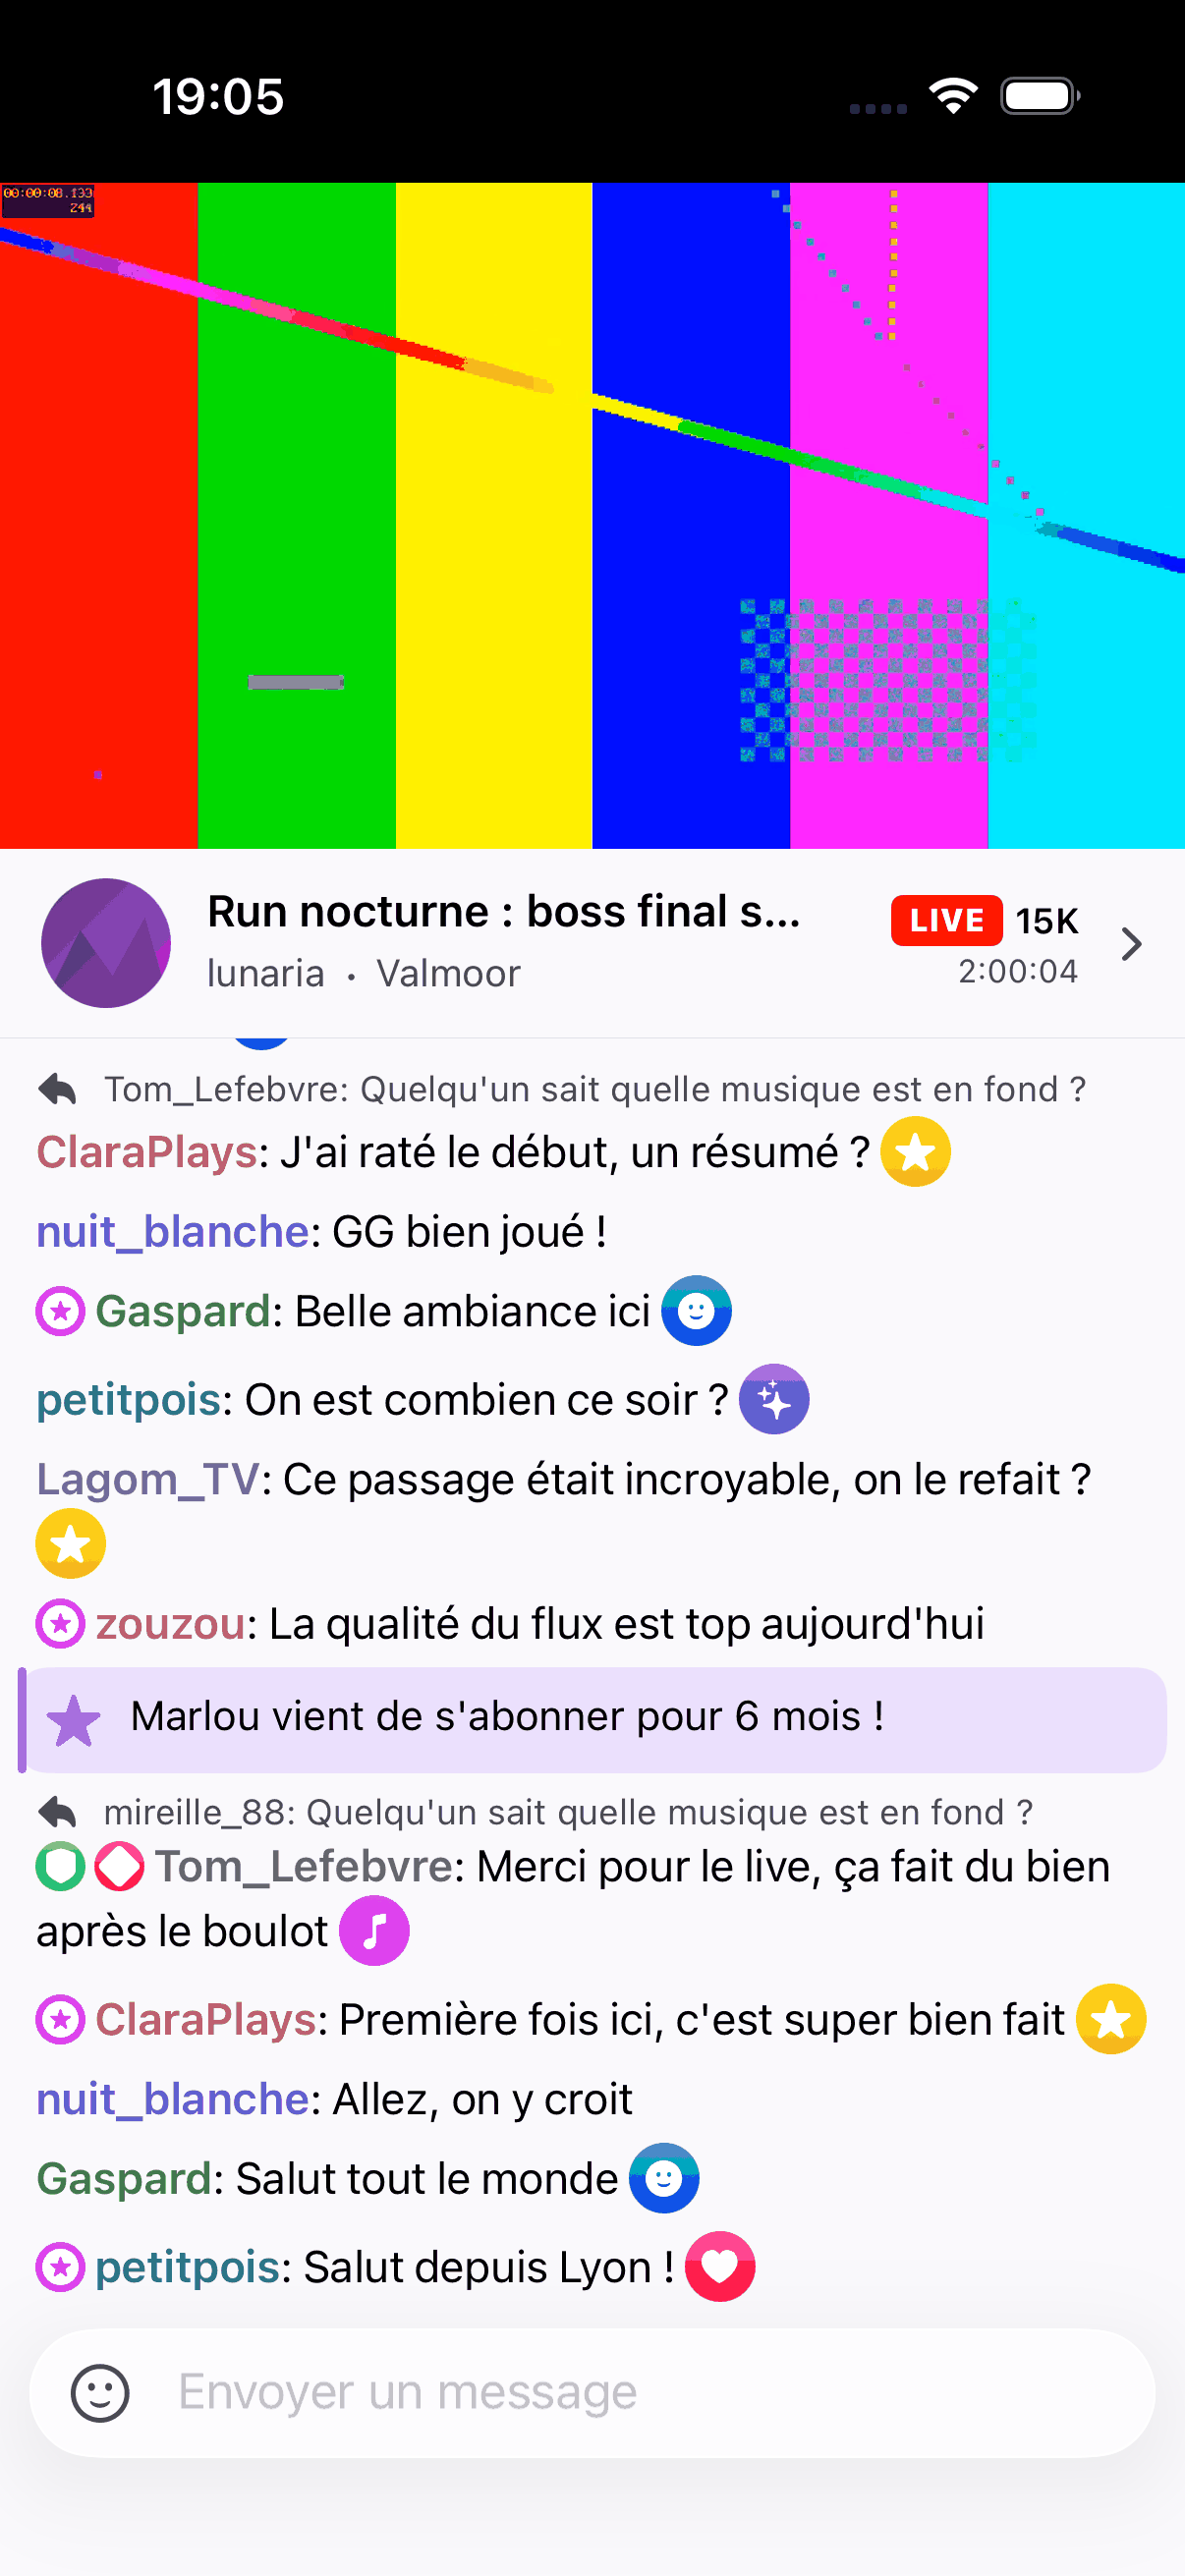 19:05
00:00:08.133
244
Run nocturne : boss final s...
LIVE 15K
lunaria • Valmoor
2:00:04
Tom_Lefebvre: Quelqu'un sait quelle musique est en fond ?
ClaraPlays: J'ai raté le début, un résumé ?
nuit_blanche: GG bien joué !
Gaspard: Belle ambiance ici
petitpois: On est combien ce soir ?
Lagom_TV: Ce passage était incroyable, on le refait ?
zouzou: La qualité du flux est top aujourd'hui
Marlou vient de s'abonner pour 6 mois !
mireille_88: Quelqu'un sait quelle musique est en fond ?
Tom_Lefebvre: Merci pour le live, ça fait du bien
après le boulot
ClaraPlays: Première fois ici, c'est super bien fait
nuit_blanche: Allez, on y croit
Gaspard: Salut tout le monde
petitpois: Salut depuis Lyon !
Envoyer un message